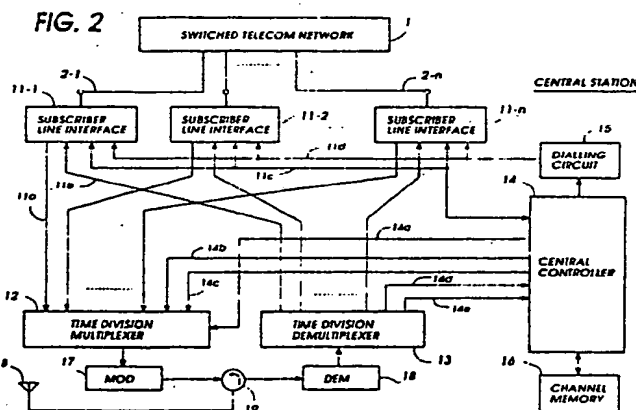 FIG. 2
SWITCHED TELECOM NETWORK
1
2-1
2-n
11-1
CENTRAL STATION
SUBSCRIBER
LINE INTERFACE
SUBSCRIBER
LINE INTERFACE
11-2
SUBSCRIBER
LINE INTERFACE
11-n
15
DIALLING
CIRCUIT
11d
11c
11a
11b
14
14a
14b
14c
14d
14e
CENTRAL
CONTROLLER
12
TIME DIVISION
MULTIPLEXER
TIME DIVISION
DEMULTIPLEXER
13
8
17
MOD
DEM
18
19
16
CHANNEL
MEMORY